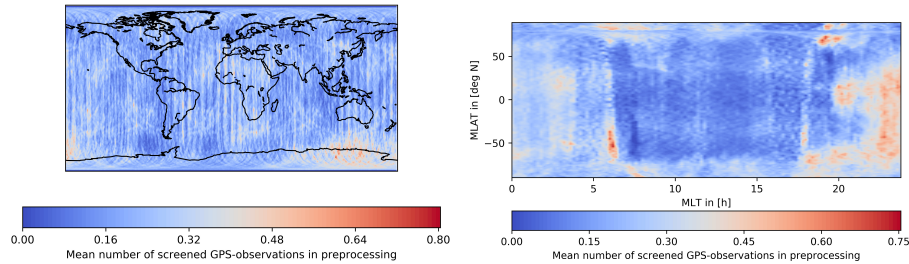 0.00 0.16 0.32 0.48 0.64 0.80
Mean number of screened GPS-observations in preprocessing
MLAT in [deg N]
50
0
−50
0 5 10 15 20
MLT in [h]
0.00 0.15 0.30 0.45 0.60 0.75
Mean number of screened GPS-observations in preprocessing